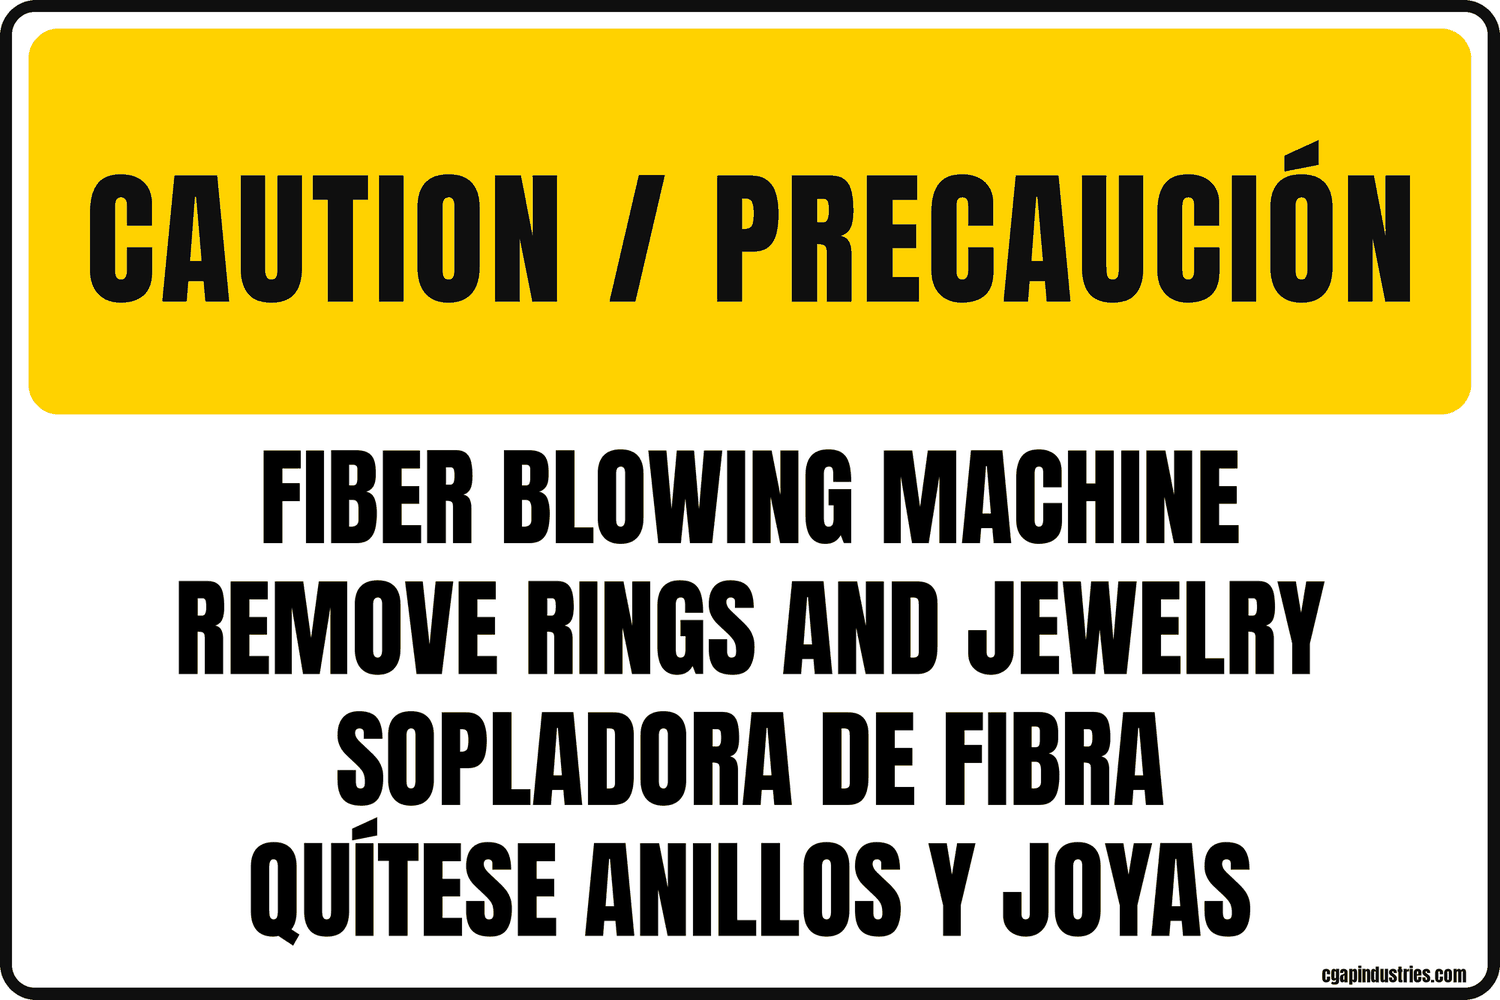 CAUTION / PRECAUCIÓN
FIBER BLOWING MACHINE
REMOVE RINGS AND JEWELRY
SOPLADORA DE FIBRA
QUÍTESE ANILLOS Y JOYAS
cgapindustries.com